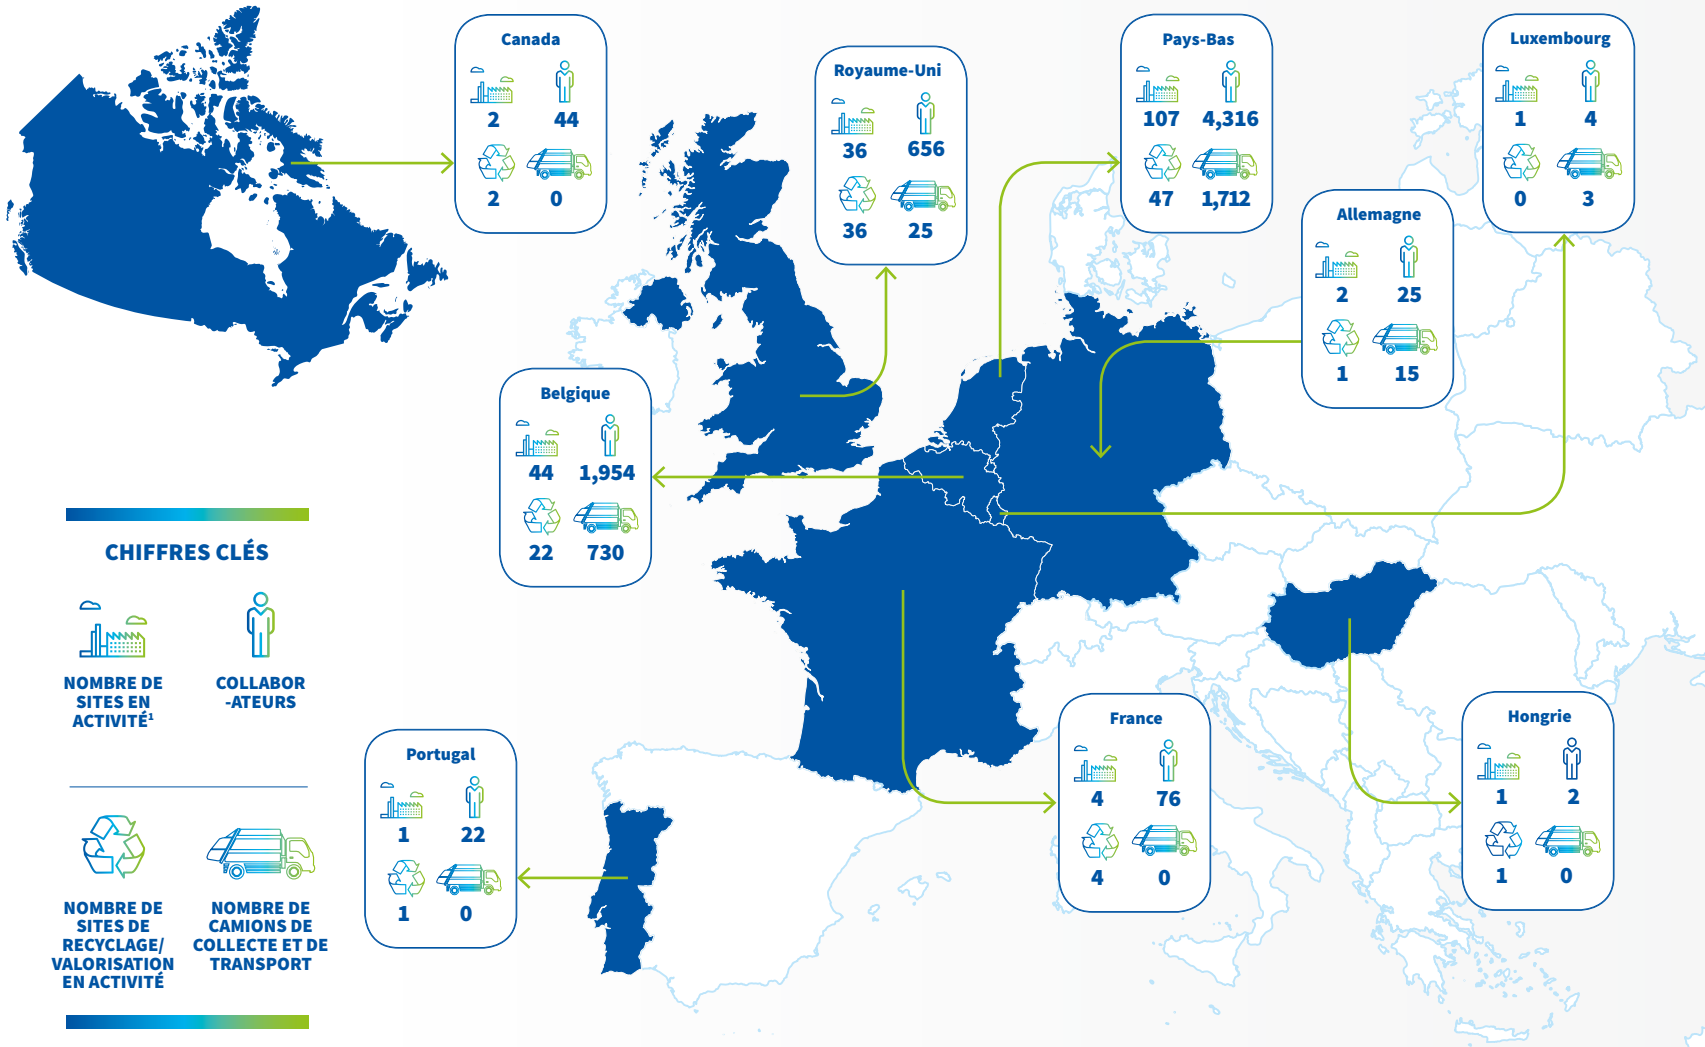 Canada
2 44
2 0
Royaume-Uni
36 656
36 25
Pays-Bas
107 4,316
47 1,712
Luxembourg
1 4
0 3
Allemagne
2 25
1 15
Belgique
44 1,954
22 730
CHIFFRES CLÉS
NOMBRE DE
SITES EN
ACTIVITÉ¹
COLLABOR
-ATEURS
NOMBRE DE
SITES DE
RECYCLAGE/
VALORISATION
EN ACTIVITÉ
NOMBRE DE
CAMIONS DE
COLLECTE ET DE
TRANSPORT
Portugal
1 22
1 0
France
4 76
4 0
Hongrie
1 2
1 0